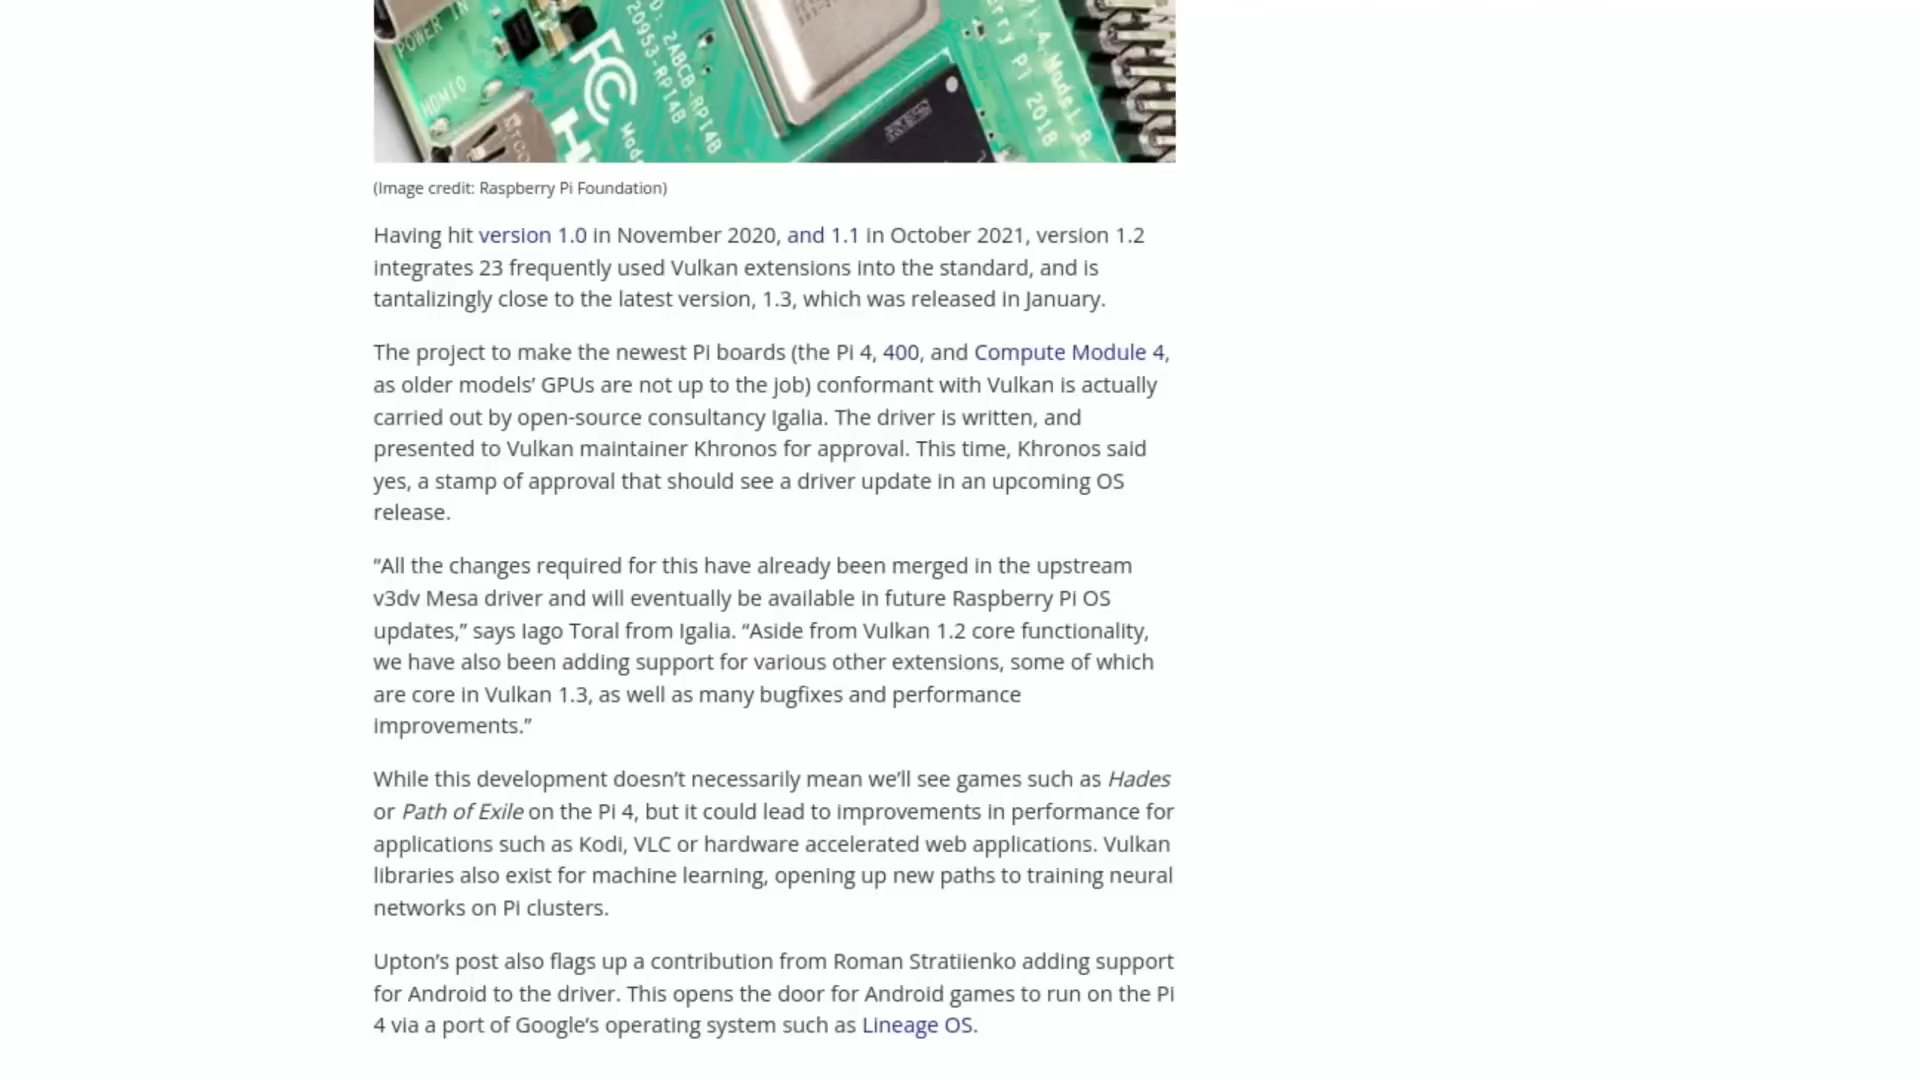 POWER IN
HDMI0
FC
2ABCB-RPI4B
20953-RPI4B
Pi 4 Model B
2018
(Image credit: Raspberry Pi Foundation)
Having hit version 1.0 in November 2020, and 1.1 in October 2021, version 1.2
integrates 23 frequently used Vulkan extensions into the standard, and is
tantalizingly close to the latest version, 1.3, which was released in January.
The project to make the newest Pi boards (the Pi 4, 400, and Compute Module 4,
as older models’ GPUs are not up to the job) conformant with Vulkan is actually
carried out by open-source consultancy Igalia. The driver is written, and
presented to Vulkan maintainer Khronos for approval. This time, Khronos said
yes, a stamp of approval that should see a driver update in an upcoming OS
release.
“All the changes required for this have already been merged in the upstream
v3dv Mesa driver and will eventually be available in future Raspberry Pi OS
updates,” says Iago Toral from Igalia. “Aside from Vulkan 1.2 core functionality,
we have also been adding support for various other extensions, some of which
are core in Vulkan 1.3, as well as many bugfixes and performance
improvements.”
While this development doesn’t necessarily mean we’ll see games such as Hades
or Path of Exile on the Pi 4, but it could lead to improvements in performance for
applications such as Kodi, VLC or hardware accelerated web applications. Vulkan
libraries also exist for machine learning, opening up new paths to training neural
networks on Pi clusters.
Upton’s post also flags up a contribution from Roman Stratiienko adding support
for Android to the driver. This opens the door for Android games to run on the Pi
4 via a port of Google’s operating system such as Lineage OS.